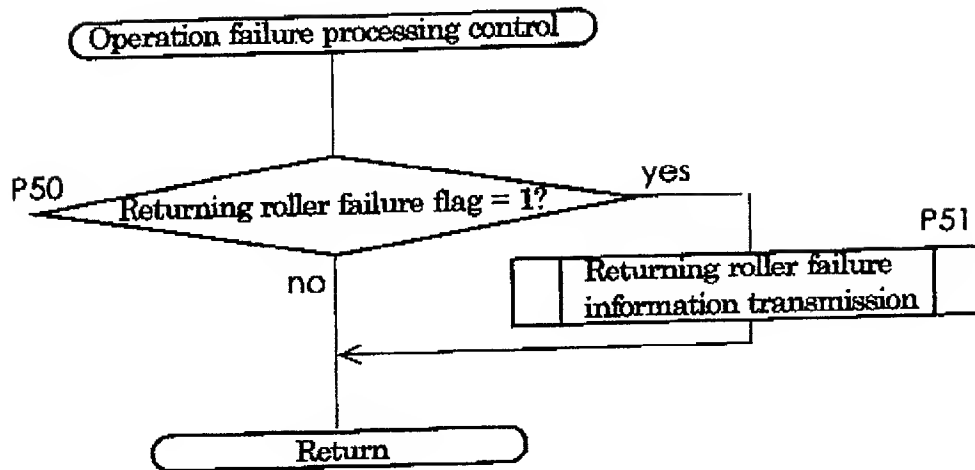 Operation failure processing control
P50
Returning roller failure flag = 1?
yes
no
P51
Returning roller failure
information transmission
Return